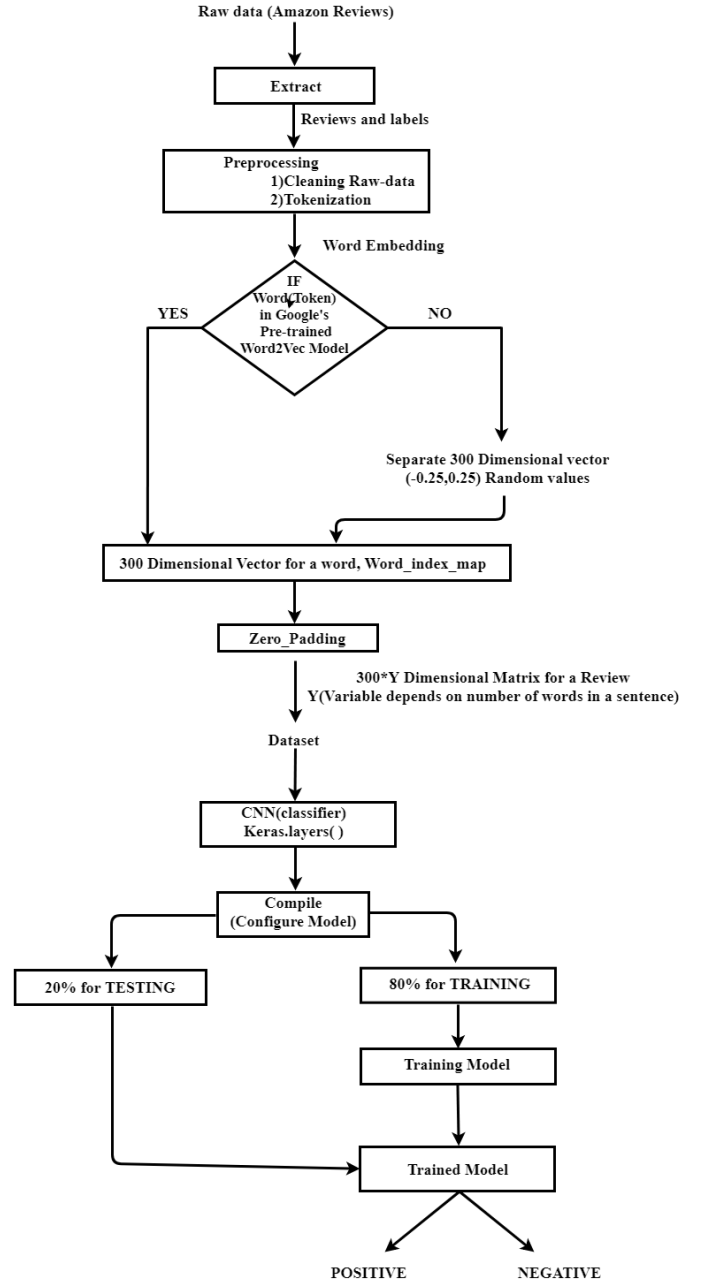 Raw data (Amazon Reviews)
Extract
Reviews and labels
Preprocessing
1)Cleaning Raw-data
2)Tokenization
Word Embedding
IF
Word(Token)
in Google's
Pre-trained
Word2Vec Model
YES
NO
Separate 300 Dimensional vector
(-0.25,0.25) Random values
300 Dimensional Vector for a word, Word_index_map
Zero_Padding
300*Y Dimensional Matrix for a Review
Y(Variable depends on number of words in a sentence)
Dataset
CNN(classifier)
Keras.layers( )
Compile
(Configure Model)
20% for TESTING
80% for TRAINING
Training Model
Trained Model
POSITIVE
NEGATIVE